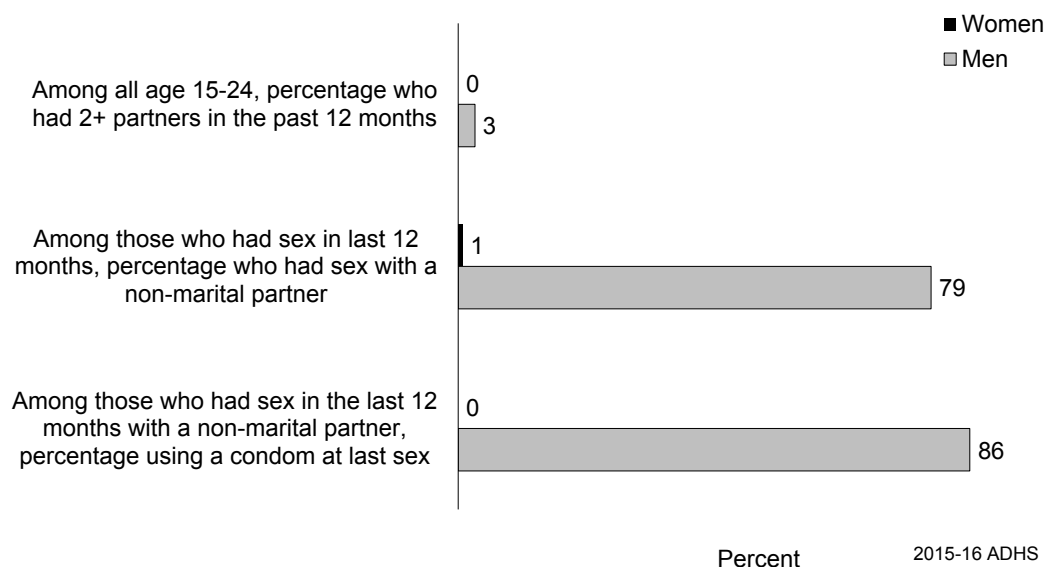 Women
Men
Among all age 15-24, percentage who
had 2+ partners in the past 12 months
0
3
Among those who had sex in last 12
months, percentage who had sex with a
non-marital partner
1
79
Among those who had sex in the last 12
months with a non-marital partner,
percentage using a condom at last sex
0
86
Percent
2015-16 ADHS